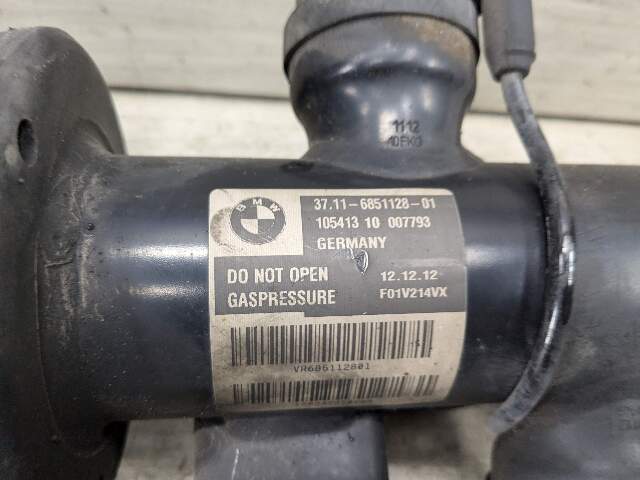 1112
BMW
37.11-6851128-01
105413 10 007793
GERMANY
DO NOT OPEN 12.12.12
GASPRESSURE F01V214VX
VR685112801